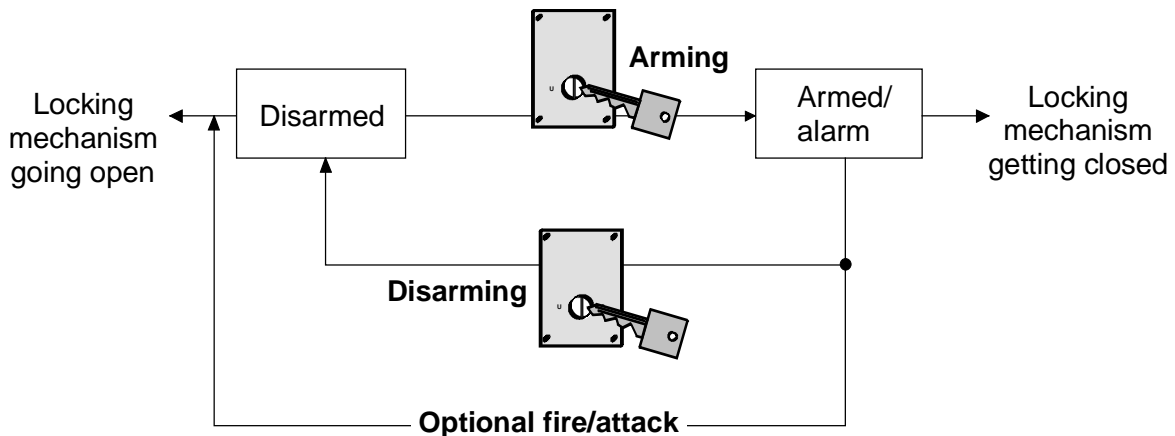 Locking
mechanism
going open
Disarmed
Arming
U
Armed/
alarm
Locking
mechanism
getting closed
Disarming
U
Optional fire/attack